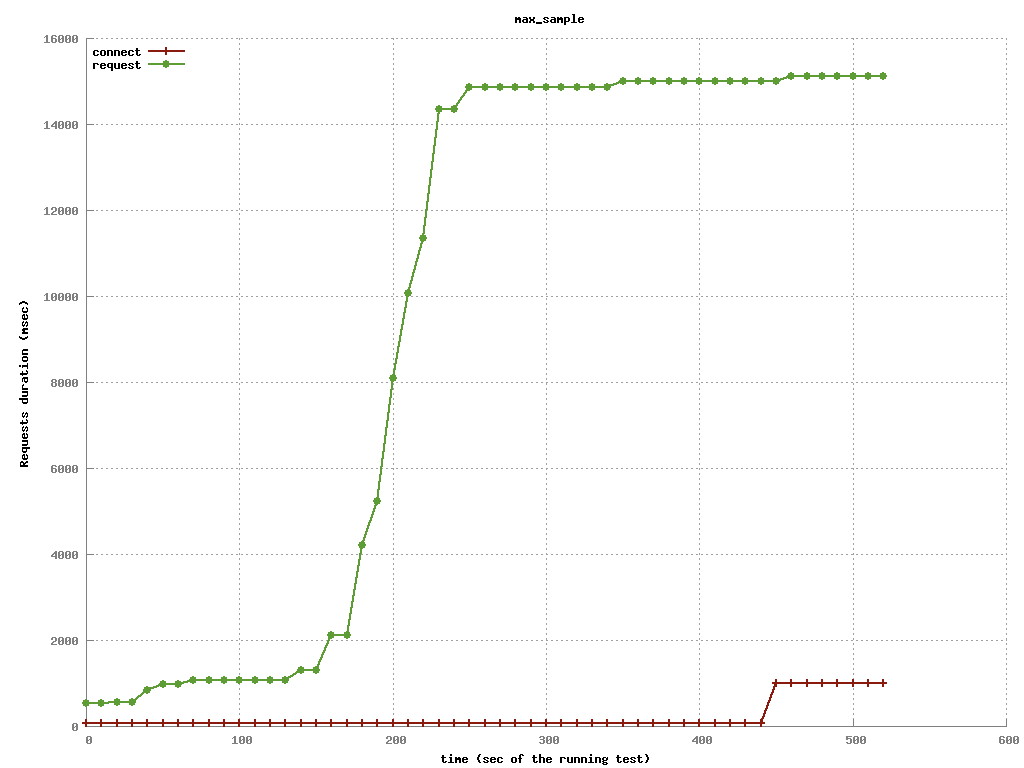 max_sample
connect
request
16000
14000
12000
10000
8000
6000
4000
2000
0
Requests duration (msec)
0 100 200 300 400 500 600
time (sec of the running test)